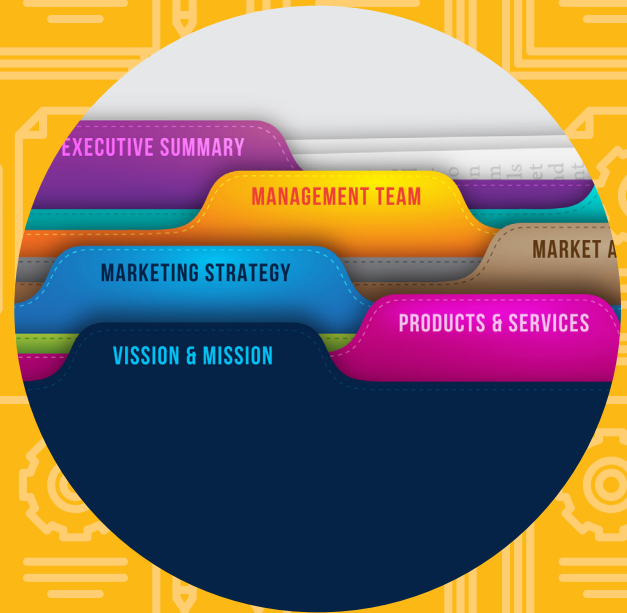 EXECUTIVE SUMMARY
MANAGEMENT TEAM
MARKET A
MARKETING STRATEGY
PRODUCTS & SERVICES
VISSION & MISSION